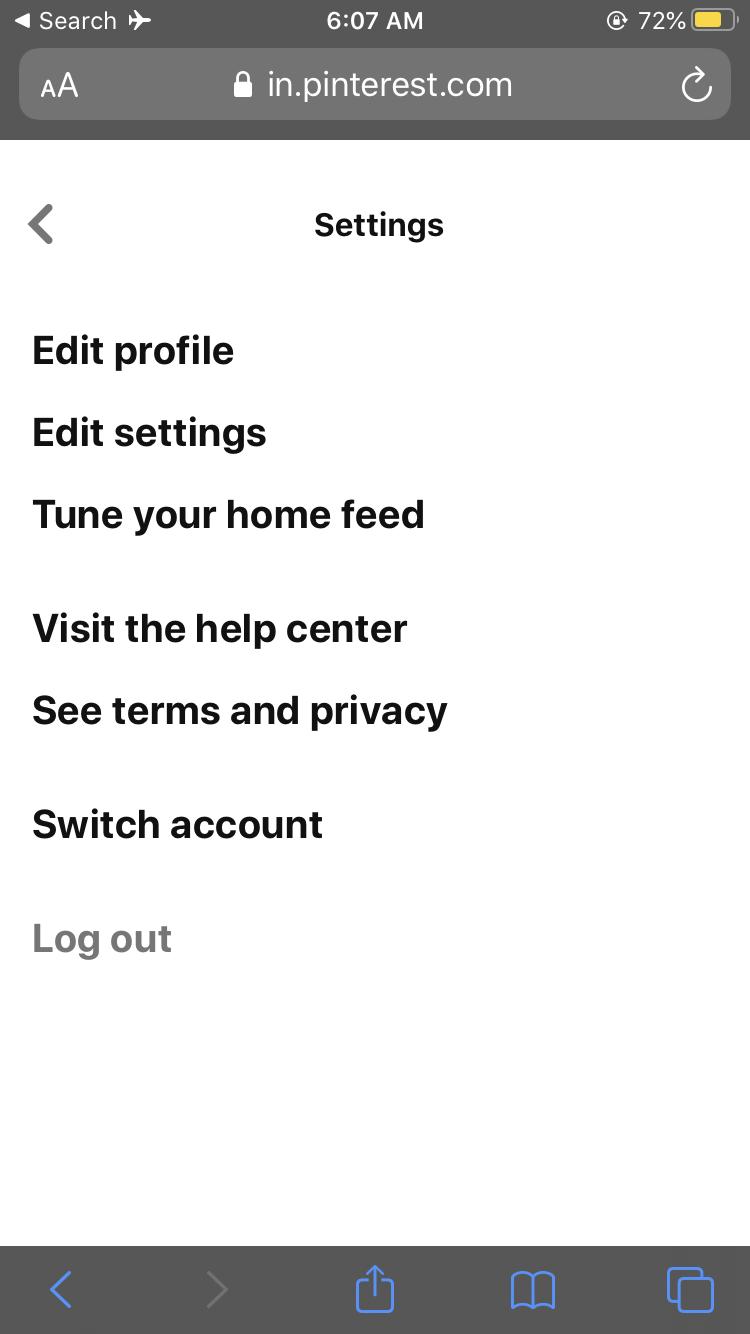 Search
6:07 AM
72%
AA
in.pinterest.com
Settings
Edit profile
Edit settings
Tune your home feed
Visit the help center
See terms and privacy
Switch account
Log out